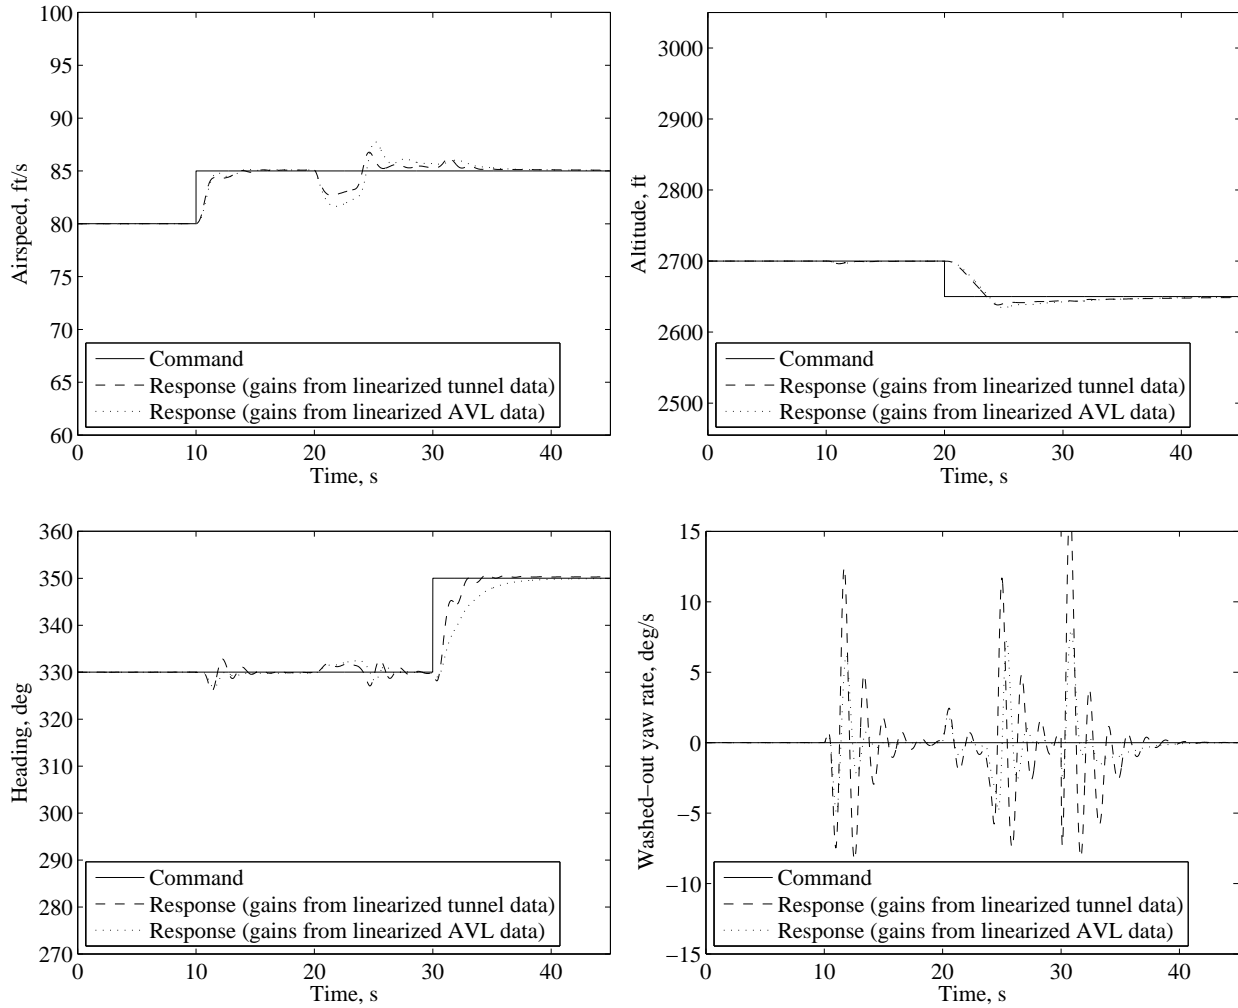 100
95
90
85
80
75
70
65
60
Airspeed, ft/s
Command
Response (gains from linearized tunnel data)
Response (gains from linearized AVL data)
0 10 20 30 40
Time, s
3000
2900
2800
2700
2600
2500
Altitude, ft
Command
Response (gains from linearized tunnel data)
Response (gains from linearized AVL data)
0 10 20 30 40
Time, s
360
350
340
330
320
310
300
290
280
270
Heading, deg
Command
Response (gains from linearized tunnel data)
Response (gains from linearized AVL data)
0 10 20 30 40
Time, s
15
10
5
0
−5
−10
−15
Washed−out yaw rate, deg/s
Command
Response (gains from linearized tunnel data)
Response (gains from linearized AVL data)
0 10 20 30 40
Time, s